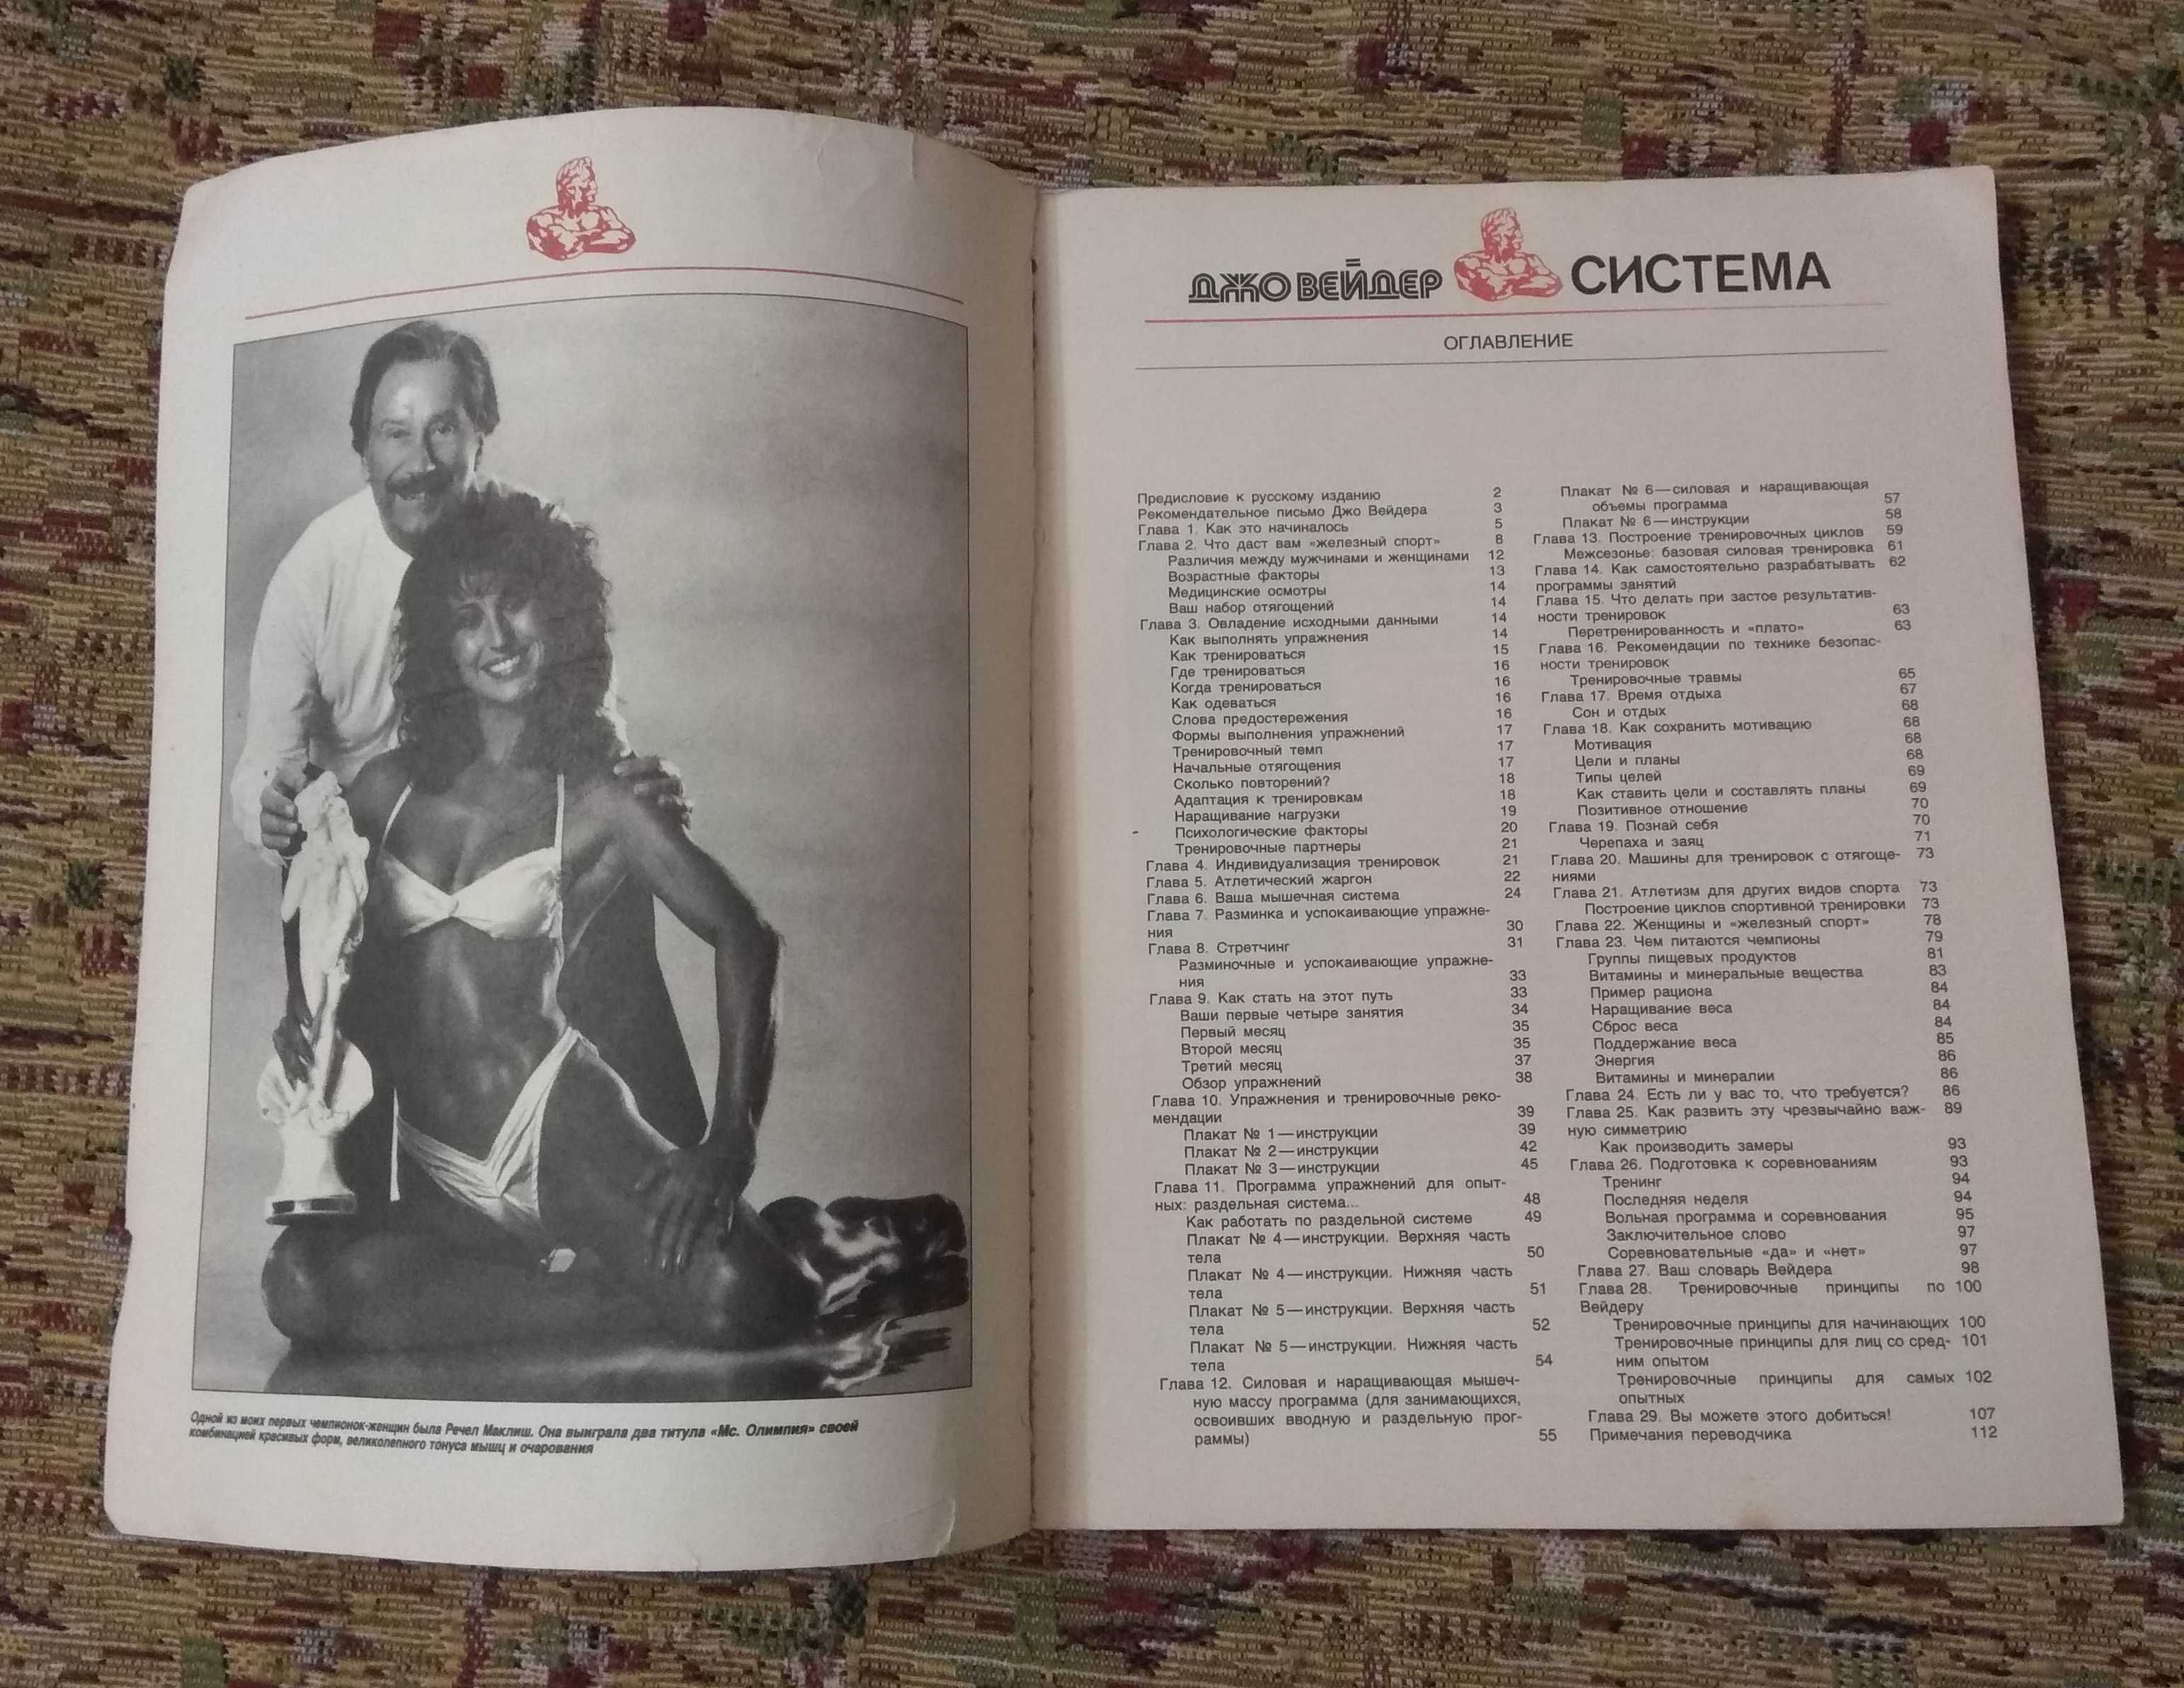 Одной из моих первых чемпионок-женщин была Речел Маклиш. Она выиграла два титула «Мс. Олимпия» своей
комбинацией красивых форм, великолепного тонуса мышц и очарования
ДЖО ВЕЙДЕР СИСТЕМА
ОГЛАВЛЕНИЕ
Предисловие к русскому изданию 2
Рекомендательное письмо Джо Вейдера 3
Глава 1. Как это начиналось 5
Глава 2. Что даст вам «железный спорт» 8
Различия между мужчинами и женщинами 12
Возрастные факторы 13
Медицинские осмотры 14
Ваш набор отягощений 14
Глава 3. Овладение исходными данными 14
Как выполнять упражнения 14
Как тренироваться 15
Где тренироваться 16
Когда тренироваться 16
Как одеваться 16
Слова предостережения 16
Формы выполнения упражнений 17
Тренировочный темп 17
Начальные отягощения 17
Сколько повторений? 18
Адаптация к тренировкам 18
Наращивание нагрузки 19
Психологические факторы 20
Тренировочные партнеры 21
Глава 4. Индивидуализация тренировок 21
Глава 5. Атлетический жаргон 22
Глава 6. Ваша мышечная система 24
Глава 7. Разминка и успокаивающие упражне-
ния 30
Глава 8. Стретчинг 31
Разминочные и успокаивающие упражне-
ния 33
Глава 9. Как стать на этот путь 33
Ваши первые четыре занятия 34
Первый месяц 35
Второй месяц 35
Третий месяц 37
Обзор упражнений 38
Глава 10. Упражнения и тренировочные реко-
мендации 39
Плакат № 1—инструкции 39
Плакат № 2—инструкции 42
Плакат № 3—инструкции 45
Глава 11. Программа упражнений для опыт-
ных: раздельная система... 48
Как работать по раздельной системе 49
Плакат № 4—инструкции. Верхняя часть
тела 50
Плакат № 4—инструкции. Нижняя часть
тела 51
Плакат № 5—инструкции. Верхняя часть
тела 52
Плакат № 5—инструкции. Нижняя часть
тела 54
Глава 12. Силовая и наращивающая мышеч-
ную массу программа (для занимающихся,
освоивших вводную и раздельную прог-
раммы) 55
Плакат № 6—силовая и наращивающая
объемы программа 57
Плакат № 6—инструкции 58
Глава 13. Построение тренировочных циклов 59
Межсезонье: базовая силовая тренировка 61
Глава 14. Как самостоятельно разрабатывать 62
программы занятий
Глава 15. Что делать при застое результатив-
ности тренировок 63
Перетренированность и «плато» 63
Глава 16. Рекомендации по технике безопас-
ности тренировок 65
Тренировочные травмы 67
Глава 17. Время отдыха 68
Сон и отдых 68
Глава 18. Как сохранить мотивацию 68
Мотивация 68
Цели и планы 69
Типы целей 69
Как ставить цели и составлять планы 70
Позитивное отношение 70
Глава 19. Познай себя 71
Черепаха и заяц
Глава 20. Машины для тренировок с отягоще- 73
ниями
Глава 21. Атлетизм для других видов спорта 73
Построение циклов спортивной тренировки 73
Глава 22. Женщины и «железный спорт» 78
Глава 23. Чем питаются чемпионы 79
Группы пищевых продуктов 81
Витамины и минеральные вещества 83
Пример рациона 84
Наращивание веса 84
Сброс веса 84
Поддержание веса 85
Энергия 86
Витамины и минералии 86
Глава 24. Есть ли у вас то, что требуется? 86
Глава 25. Как развить эту чрезвычайно важ- 89
ную симметрию
Как производить замеры 93
Глава 26. Подготовка к соревнованиям 93
Тренинг 94
Последняя неделя 94
Вольная программа и соревнования 95
Заключительное слово 97
Соревновательные «да» и «нет» 97
Глава 27. Ваш словарь Вейдера 98
Глава 28. Тренировочные принципы по 100
Вейдеру
Тренировочные принципы для начинающих 100
Тренировочные принципы для лиц со сред- 101
ним опытом
Тренировочные принципы для самых 102
опытных
Глава 29. Вы можете этого добиться! 107
Примечания переводчика 112